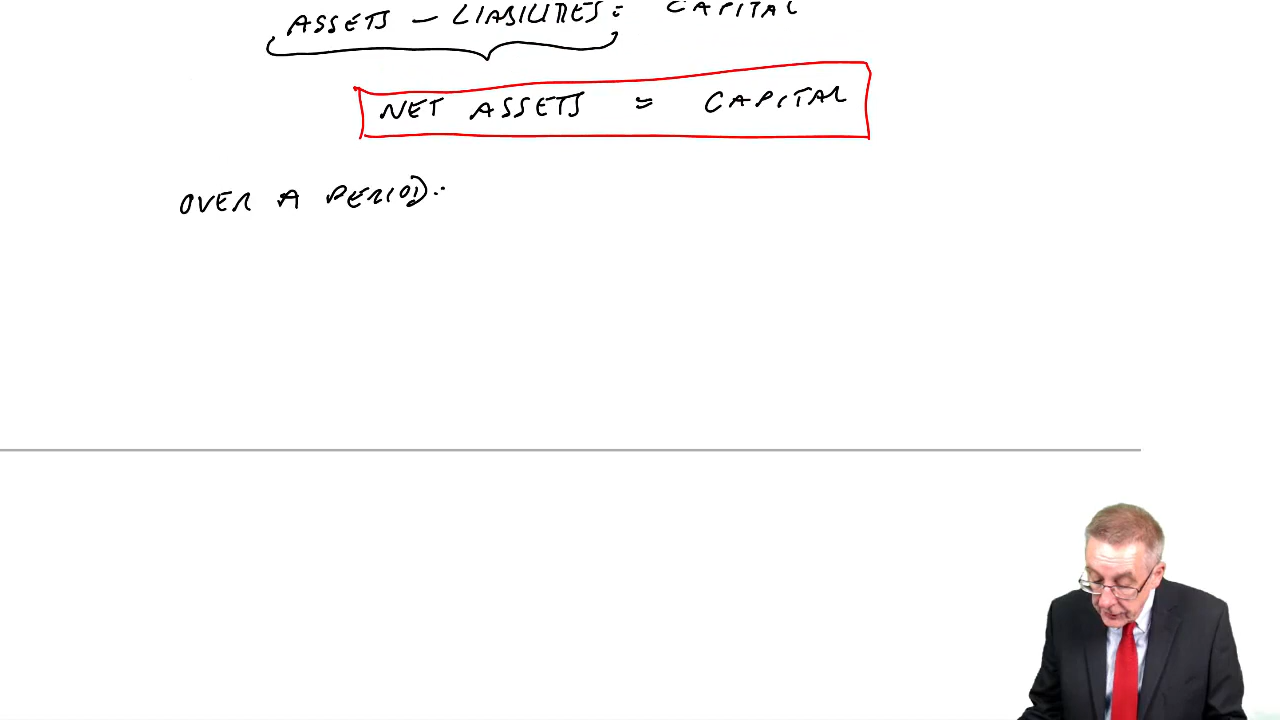 ASSETS - LIABILITIES = CAPITAL
NET ASSETS = CAPITAL
OVER A PERIOD:-